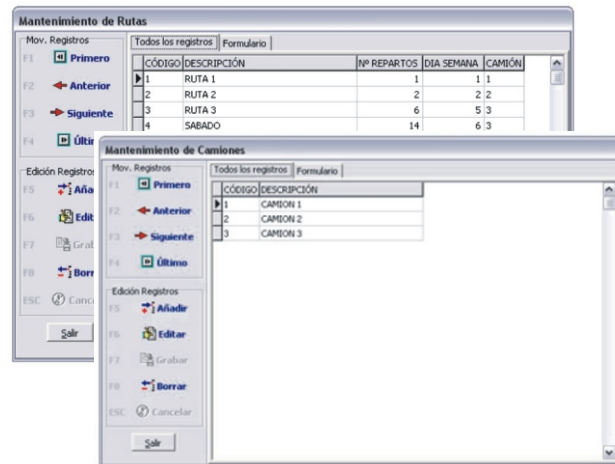 Mantenimiento de Rutas
Mov. Registros
F1 Primero
F2 Anterior
F3 Siguiente
F4
Edición Registros
F5
F6
F7
F8
ESC
Salir
Todos los registros Formulario
CÓDIGO DESCRIPCIÓN Nº REPARTOS DIA SEMANA CAMIÓN
1 RUTA 1 1 1 1
2 RUTA 2 2 2 2
3 RUTA 3 6 5 3
4 SABADO 14 6 3
Mantenimiento de Camiones
Mov. Registros
F1 Primero
F2 Anterior
F3 Siguiente
F4 Último
Edición Registros
F5 Añadir
F6 Editar
F7 Grabar
F8 Borrar
ESC Cancelar
Salir
Todos los registros Formulario
CÓDIGO DESCRIPCIÓN
1 CAMION 1
2 CAMION 2
3 CAMION 3